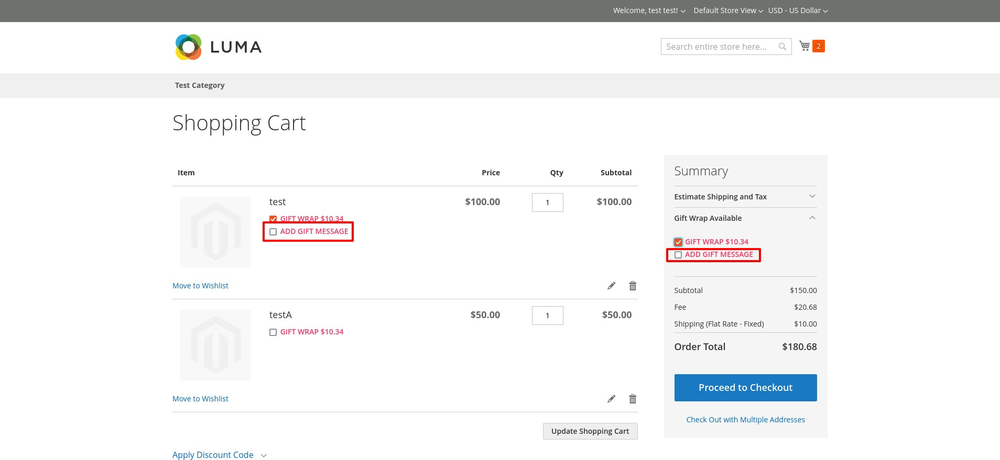 Welcome, test test! Default Store View USD - US Dollar
LUMA
Search entire store here... 2
Test Category
Shopping Cart
Item Price Qty Subtotal
test $100.00 1 $100.00
GIFT WRAP $10.34
ADD GIFT MESSAGE
Move to Wishlist
testA $50.00 1 $50.00
GIFT WRAP $10.34
Move to Wishlist
Update Shopping Cart
Apply Discount Code
Summary
Estimate Shipping and Tax
Gift Wrap Available
GIFT WRAP $10.34
ADD GIFT MESSAGE
Subtotal $150.00
Fee $20.68
Shipping (Flat Rate - Fixed) $10.00
Order Total $180.68
Proceed to Checkout
Check Out with Multiple Addresses